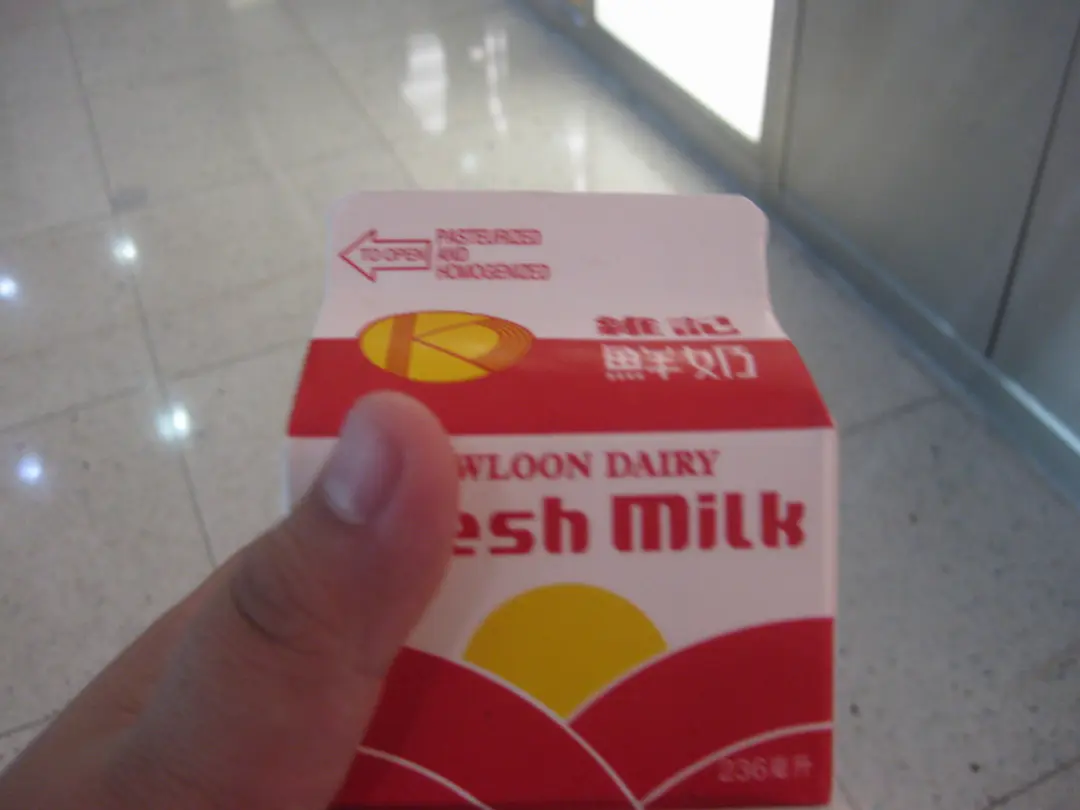 TO OPEN
PASTEURIZED
AND
HOMOGENIZED
K
維記
鮮奶
WLOON DAIRY
esh Milk
236毫升